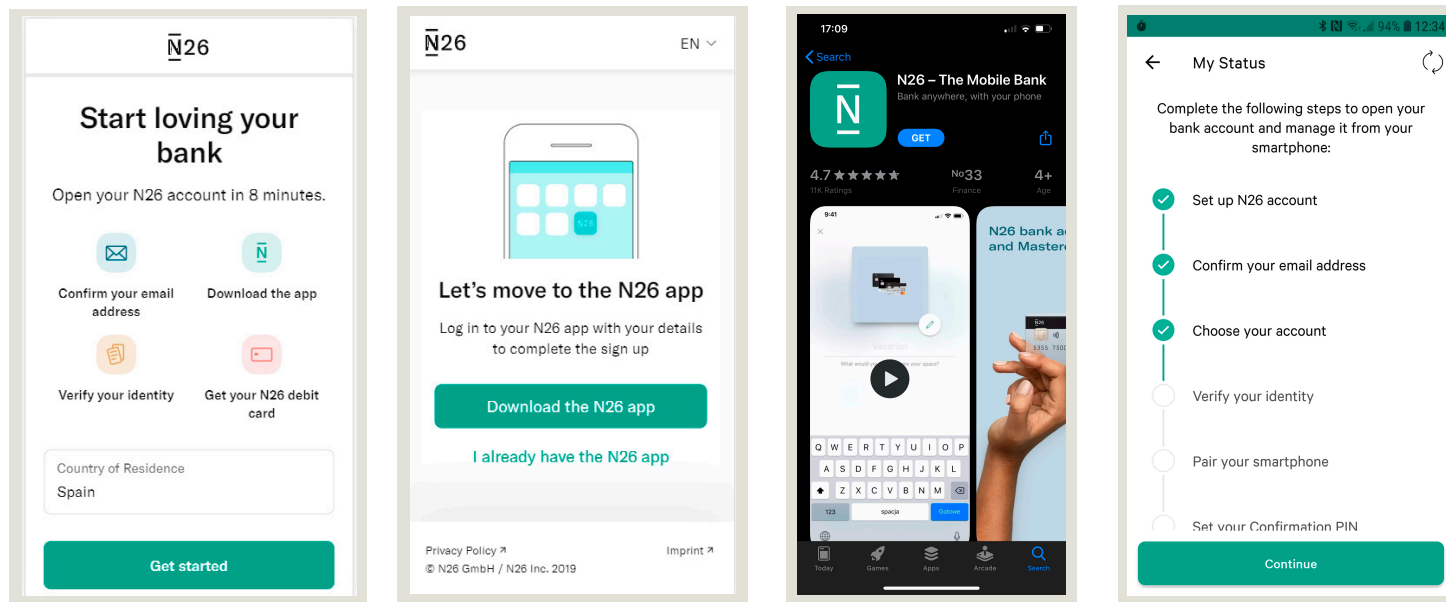 N26
Start loving your
bank
Open your N26 account in 8 minutes.
Confirm your email
address
Download the app
Verify your identity
Get your N26 debit
card
Country of Residence
Spain
Get started
N26
EN
N26
Let's move to the N26 app
Log in to your N26 app with your details
to complete the sign up
Download the N26 app
I already have the N26 app
Privacy Policy ↗
Imprint ↗
© N26 GmbH / N26 Inc. 2019
17:09
Search
N
N26 – The Mobile Bank
Bank anywhere, with your phone
GET
4.7 ★★★★★
No33
4+
11K Ratings
Finance
Age
9:41
Vacation
N26 bank a
and Master
N26
5355 7500
Q W E R T Y U I O P
A S D F G H J K L
Z X C V B N M
123
spacja
Gotowe
Today
Games
Apps
Arcade
Search
94%
12:34
My Status
Complete the following steps to open your
bank account and manage it from your
smartphone:
Set up N26 account
Confirm your email address
Choose your account
Verify your identity
Pair your smartphone
Set your Confirmation PIN
Continue